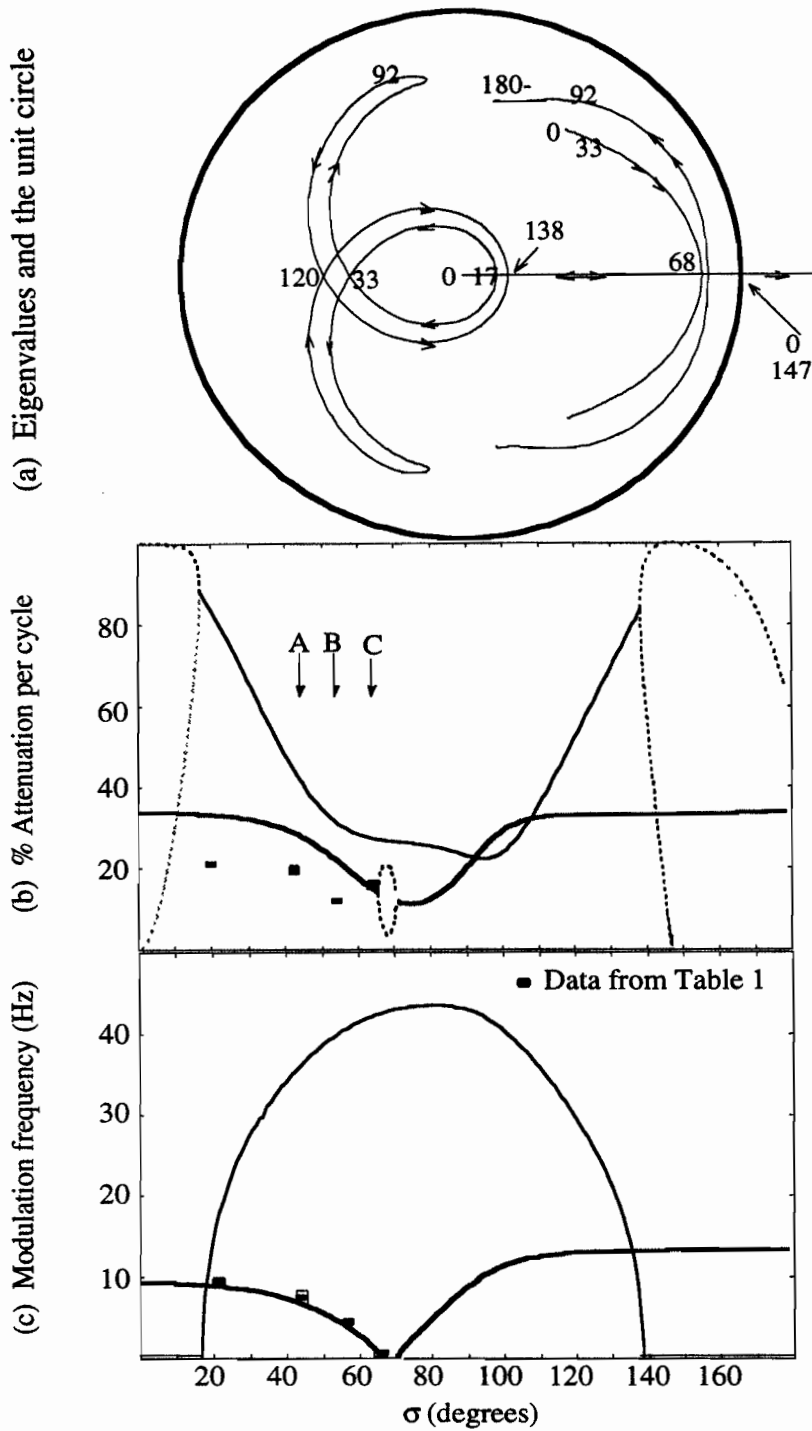 (a) Eigenvalues and the unit circle
92
180-
92
0
33
138
120
33
0
17
68
0
147
(b) % Attenuation per cycle
80
60
40
20
A
B
C
(c) Modulation frequency (Hz)
Data from Table 1
40
30
20
10
20 40 60 80 100 120 140 160
σ (degrees)